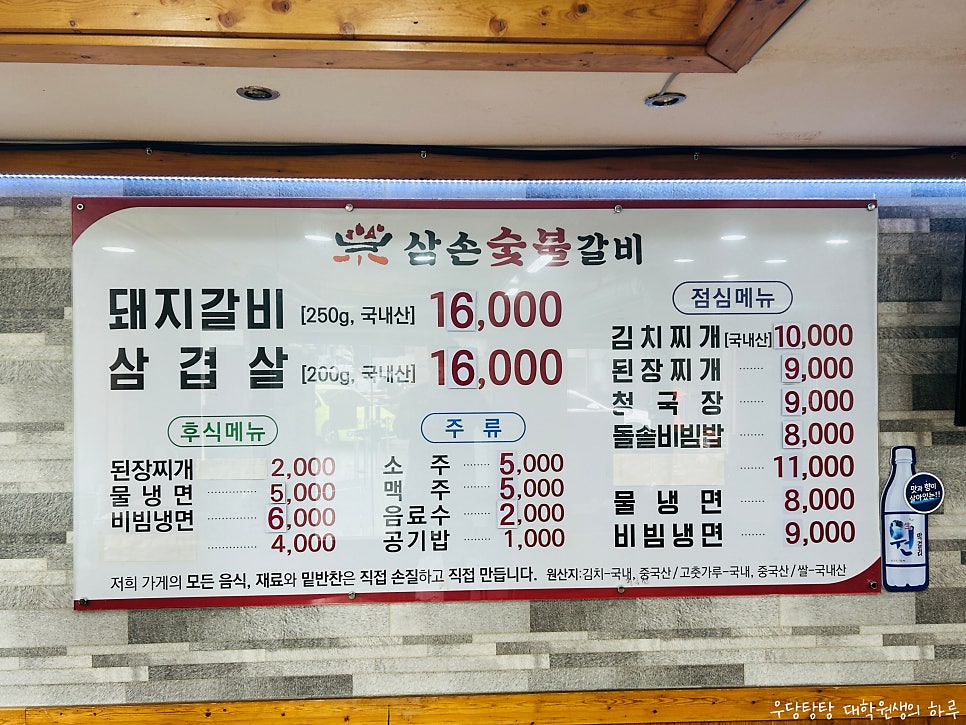 삼손숯불갈비
돼지갈비 [250g, 국내산] 16,000
삼겹살 [200g, 국내산] 16,000
후식메뉴
된장찌개 2,000
물냉면 ········ 5,000
비빔냉면 ········ 6,000
········ 4,000
주류
소주 ······ 5,000
맥주 ······ 5,000
음료수 ······ 2,000
공기밥 ······ 1,000
점심메뉴
김치찌개[국내산]10,000
된장찌개 ······ 9,000
청국장 ······ 9,000
돌솥비빔밥 ······ 8,000
······ 11,000
물냉면 ······ 8,000
비빔냉면 ······ 9,000
저희 가게의 모든 음식, 재료와 밑반찬은 직접 손질하고 직접 만듭니다. 원산지:김치-국내, 중국산/고춧가루-국내, 중국산/쌀-국내산
맛과 향이
살아있는!!
우당탕탕 대학원생의 하루